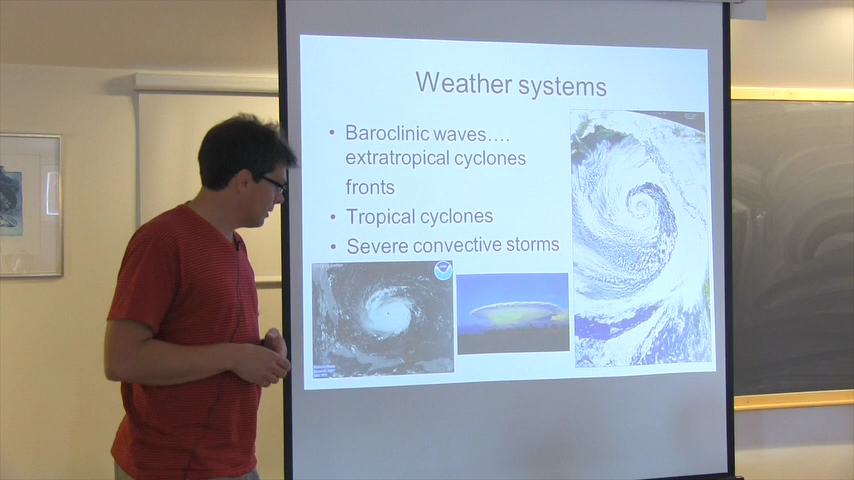 Weather systems
• Baroclinic waves….
extratropical cyclones
fronts
• Tropical cyclones
• Severe convective storms